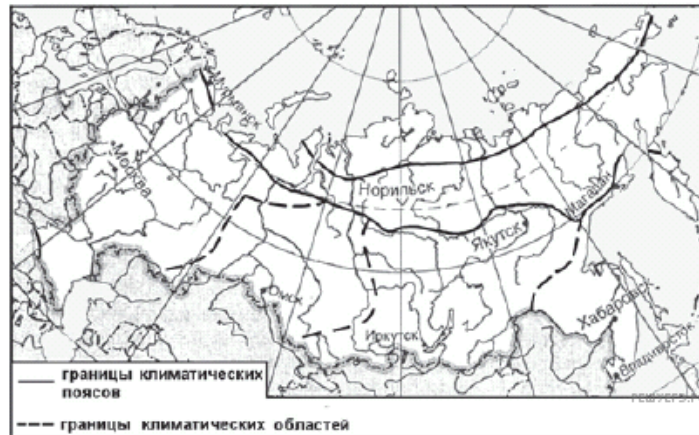 Мурманск
Москва
Норильск
Магадан
Якутск
Омск
Иркутск
Хабаровск
Владивосток
границы климатических
поясов
границы климатических областей